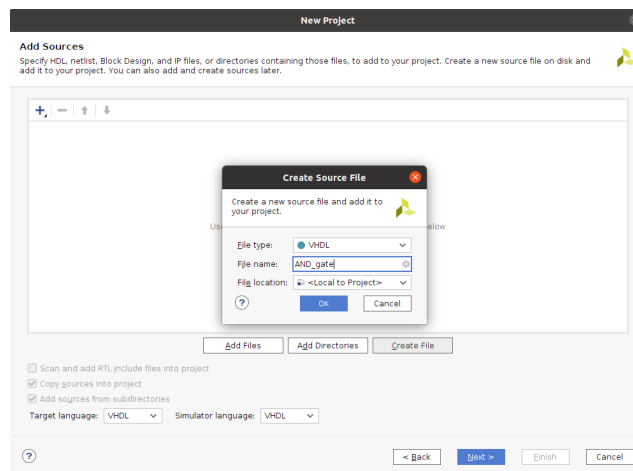 New Project
Add Sources
Specify HDL, netlist, Block Design, and IP files, or directories containing those files, to add to your project. Create a new source file on disk and
add it to your project. You can also add and create sources later.
Create Source File
Create a new source file and add it to
your project.
Us
elow
File type: VHDL
File name: AND_gate
File location: <Local to Project>
? OK Cancel
Add Files Add Directories Create File
Scan and add RTL include files into project
Copy sources into project
Add sources from subdirectories
Target language: VHDL Simulator language: VHDL
? < Back Next > Finish Cancel